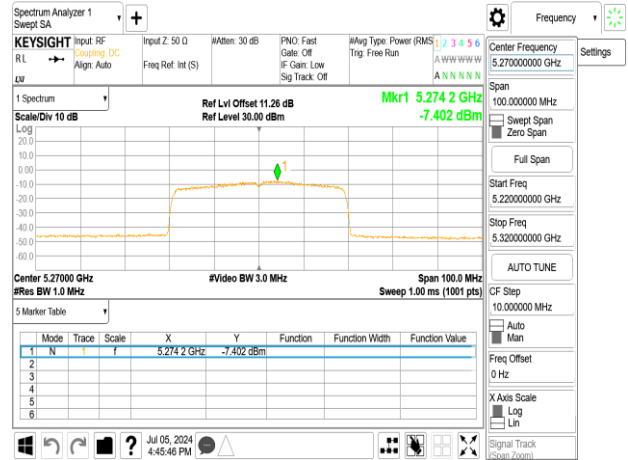 Spectrum Analyzer 1
Swept SA
Frequency
Settings
KEYSIGHT
RL
LXI
Input: RF
Coupling: DC
Align: Auto
Input Z: 50 Ω
Freq Ref: Int (S)
#Atten: 30 dB
PNO: Fast
Gate: Off
IF Gain: Low
Sig Track: Off
#Avg Type: Power (RMS
Trig: Free Run
1 2 3 4 5 6
A W W W W W
A N N N N N
1 Spectrum
Scale/Div 10 dB
Ref Lvl Offset 11.26 dB
Ref Level 30.00 dBm
Mkr1 5.274 2 GHz
-7.402 dBm
Log
20.0
10.0
0.00
-10.0
-20.0
-30.0
-40.0
-50.0
-60.0
1
Center 5.27000 GHz
#Res BW 1.0 MHz
#Video BW 3.0 MHz
Span 100.0 MHz
Sweep 1.00 ms (1001 pts)
5 Marker Table
Mode Trace Scale X Y Function Function Width Function Value
1 N 1 f 5.274 2 GHz -7.402 dBm
2
3
4
5
6
Jul 05, 2024
4:45:46 PM
Center Frequency
5.270000000 GHz
Span
100.000000 MHz
Swept Span
Zero Span
Full Span
Start Freq
5.220000000 GHz
Stop Freq
5.320000000 GHz
AUTO TUNE
CF Step
10.000000 MHz
Auto
Man
Freq Offset
0 Hz
X Axis Scale
Log
Lin
Signal Track
(Span Zoom)